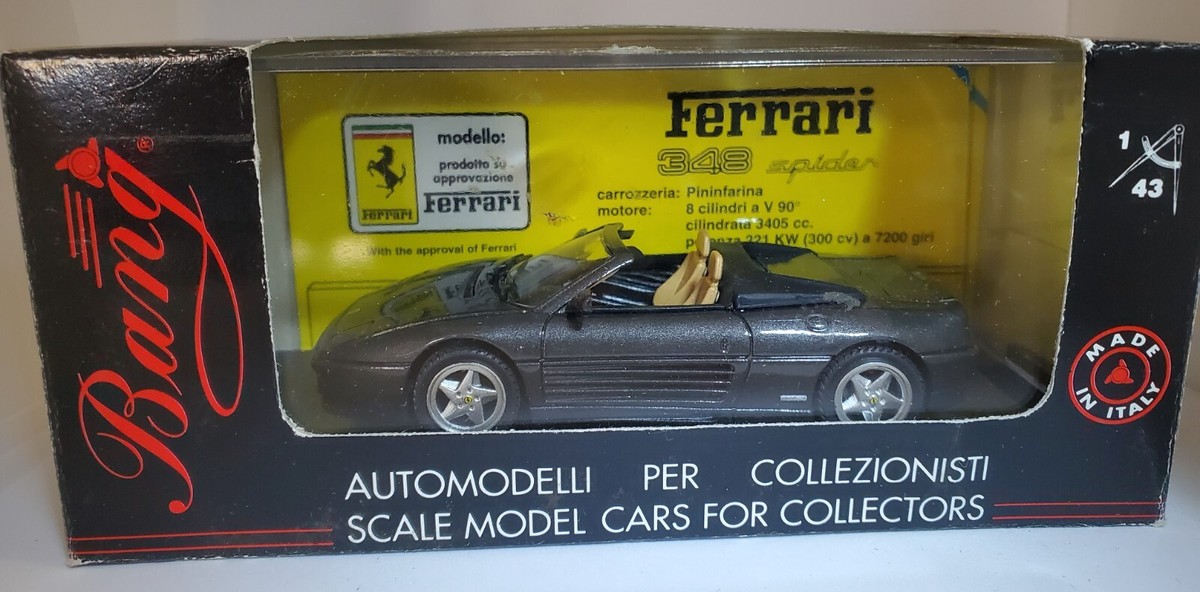 Bang®
Ferrari
348 spider
carrozzeria: Pininfarina
motore: 8 cilindri a V 90°
cilindrata 3405 cc.
potenza 221 KW (300 cv) a 7200 giri
modello:
prodotto su
approvazione
Ferrari
Ferrari
With the approval of Ferrari
1
43
MADE
IN ITALY
AUTOMODELLI PER COLLEZIONISTI
SCALE MODEL CARS FOR COLLECTORS